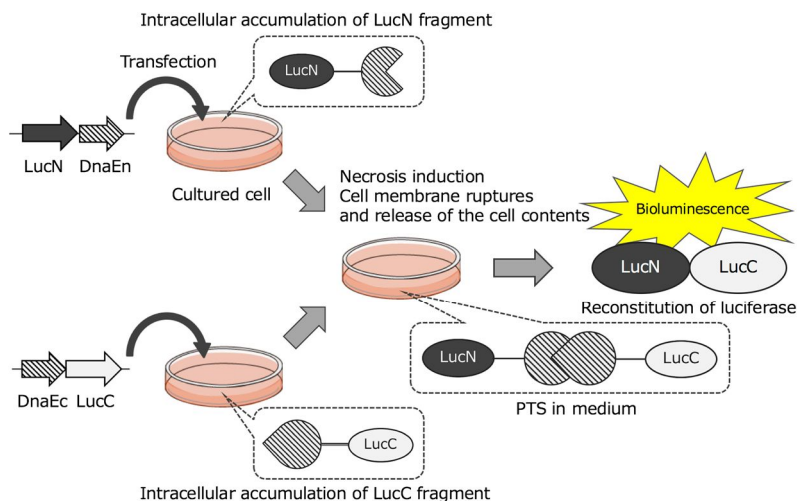 Intracellular accumulation of LucN fragment
Transfection
LucN
LucN DnaEn
Cultured cell
Necrosis induction
Cell membrane ruptures
and release of the cell contents
Bioluminescence
LucN LucC
Reconstitution of luciferase
LucN LucC
PTS in medium
DnaEc LucC
LucC
Intracellular accumulation of LucC fragment